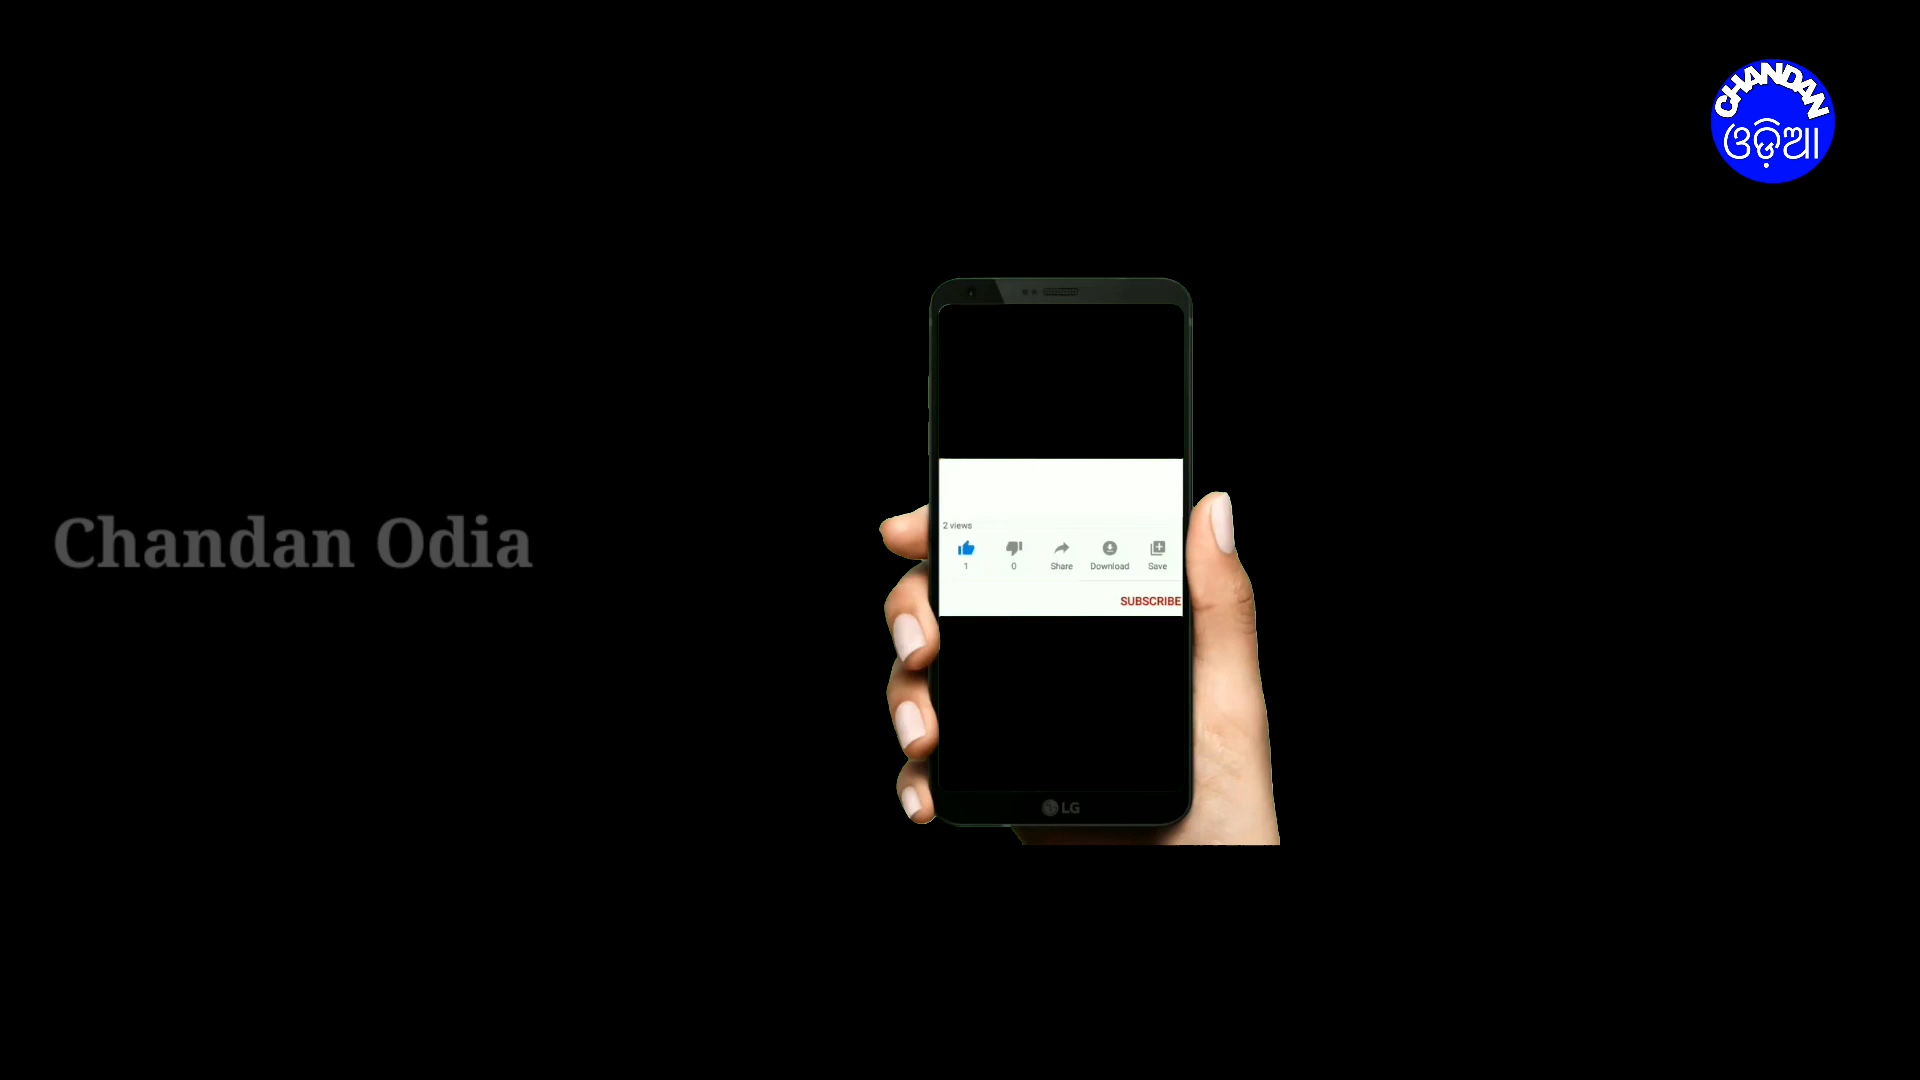 CHANDAN
ଓଡ଼ିଆ
Chandan Odia
2 views
1 0 Share Download Save
SUBSCRIBE
LG